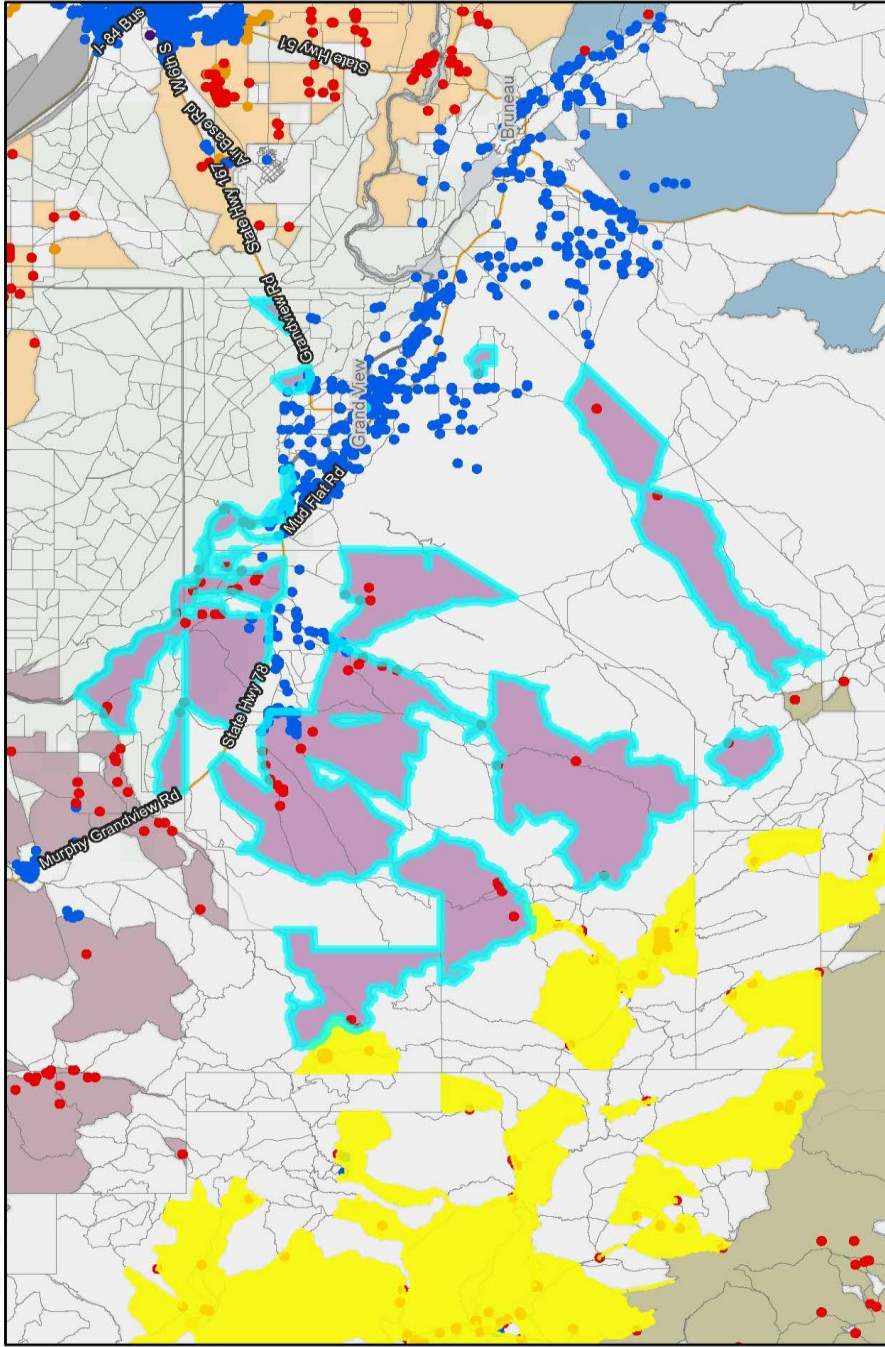 I- 84 Bus
W 6th S
State Hwy 51
Air Base Rd
State Hwy 167
Grandview Rd
Bruneau
Grand View
Mud Flat Rd
State Hwy 78
Murphy Grandview Rd